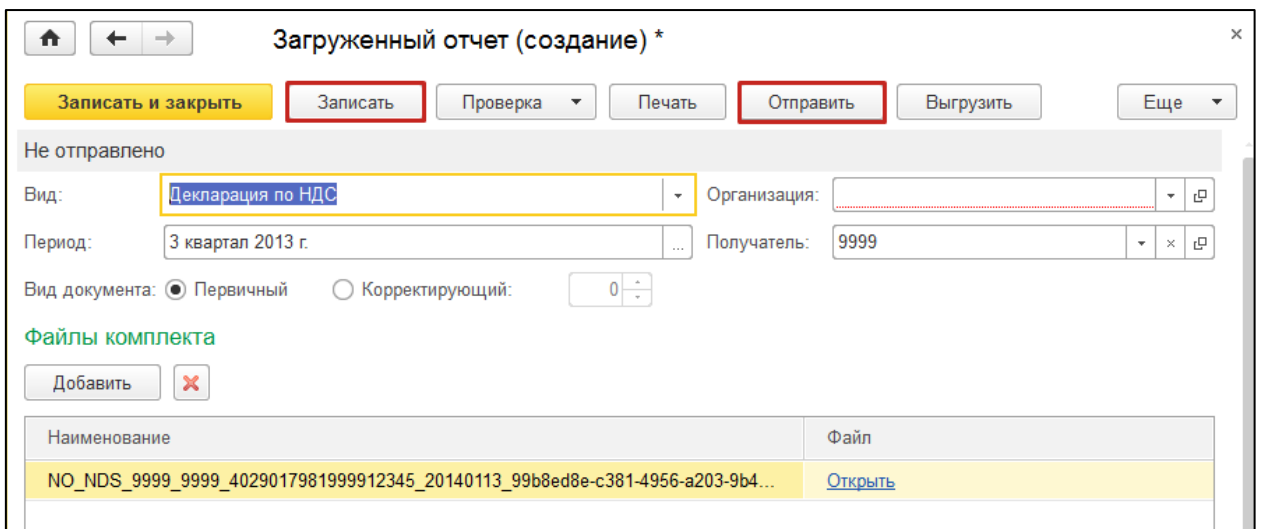 Загруженный отчет (создание) *
Записать и закрыть Записать Проверка Печать Отправить Выгрузить Еще
Не отправлено
Вид: Декларация по НДС Организация:
Период: 3 квартал 2013 г. ... Получатель: 9999
Вид документа: Первичный Корректирующий: 0
Файлы комплекта
Добавить
Наименование Файл
NO_NDS_9999_9999_4029017981999912345_20140113_99b8ed8e-c381-4956-a203-9b4... Открыть